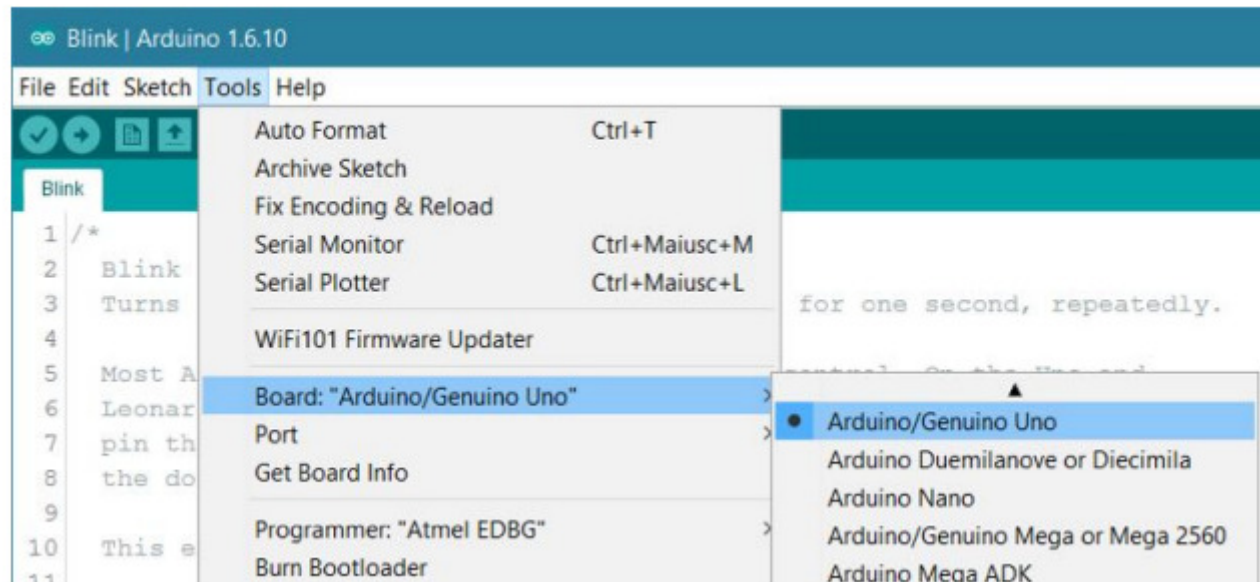 Blink | Arduino 1.6.10
File Edit Sketch Tools Help
Auto Format Ctrl+T
Archive Sketch
Fix Encoding & Reload
Serial Monitor Ctrl+Maiusc+M
Serial Plotter Ctrl+Maiusc+L
WiFi101 Firmware Updater
Board: "Arduino/Genuino Uno"
Port
Get Board Info
Programmer: "Atmel EDBG"
Burn Bootloader
Arduino/Genuino Uno
Arduino Duemilanove or Diecimila
Arduino Nano
Arduino/Genuino Mega or Mega 2560
Arduino Mega ADK
Blink
1 /*
2 Blink
3 Turns for one second, repeatedly.
4
5 Most A
6 Leonar
7 pin th
8 the do
9
10 This e
11